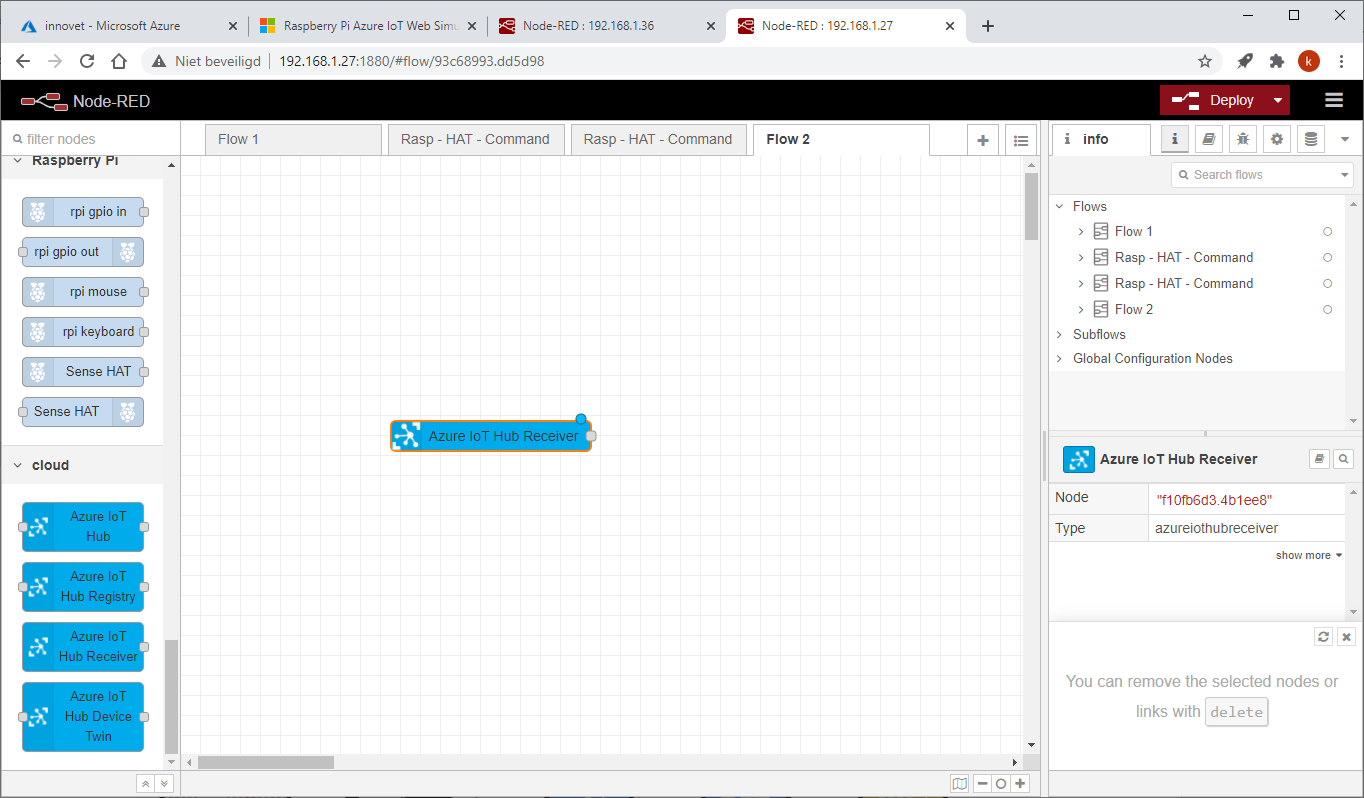 innovet - Microsoft Azure
Raspberry Pi Azure IoT Web Simu
Node-RED : 192.168.1.36
Node-RED : 192.168.1.27
Niet beveiligd
192.168.1.27:1880/#flow/93c68993.dd5d98
k
Node-RED
Deploy
filter nodes
Flow 1
Rasp - HAT - Command
Rasp - HAT - Command
Flow 2
i
info
i
Raspberry Pi
rpi gpio in
rpi gpio out
rpi mouse
rpi keyboard
Sense HAT
Sense HAT
cloud
Azure IoT
Hub
Azure IoT
Hub Registry
Azure IoT
Hub Receiver
Azure IoT
Hub Device
Twin
Azure IoT Hub Receiver
Search flows
Flows
Flow 1
Rasp - HAT - Command
Rasp - HAT - Command
Flow 2
Subflows
Global Configuration Nodes
Azure IoT Hub Receiver
Node
"f10fb6d3.4b1ee8"
Type
azureiothubreceiver
show more
You can remove the selected nodes or
links with delete